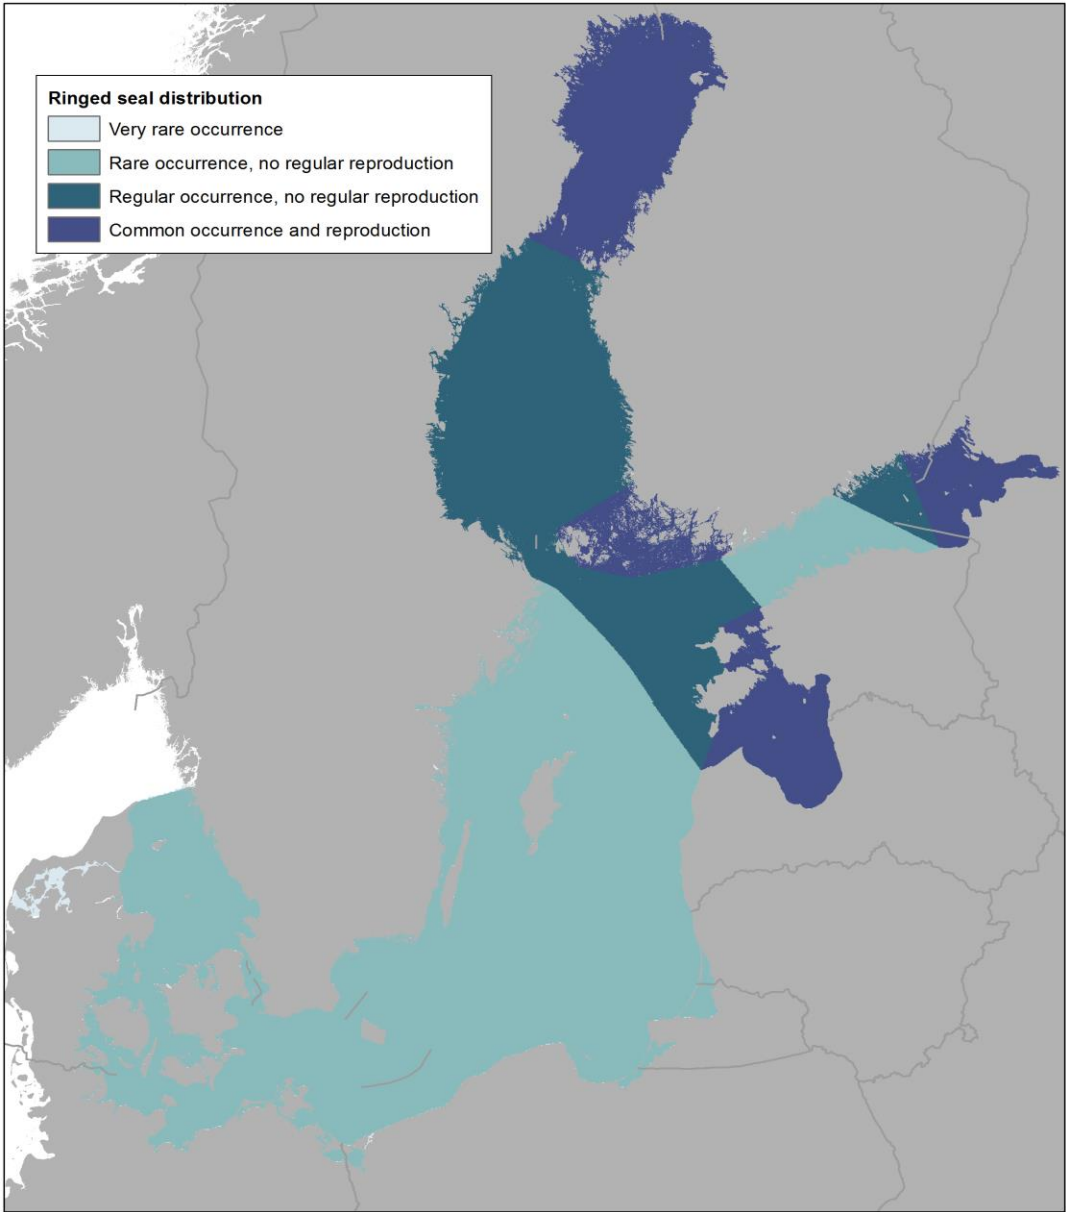 Ringed seal distribution
Very rare occurrence
Rare occurrence, no regular reproduction
Regular occurrence, no regular reproduction
Common occurrence and reproduction